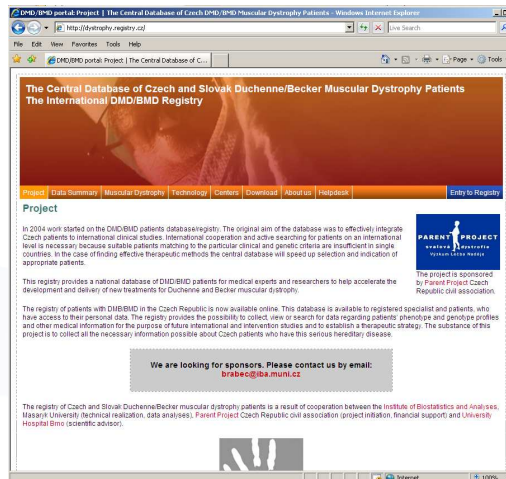 DMD/BMD portal: Project | The Central Database of Czech DMD/BMD Muscular Dystrophy Patients - Windows Internet Explorer
http://dystrophy.registry.cz/
Live Search
File Edit View Favorites Tools Help
DMD/BMD portal: Project | The Central Database of C...
Page Tools
The Central Database of Czech and Slovak Duchenne/Becker Muscular Dystrophy Patients
The International DMD/BMD Registry
Project Data Summary Muscular Dystrophy Technology Centers Download About us Helpdesk Entry to Registry
Project
In 2004 work started on the DMD/BMD patients database/registry. The original aim of the database was to effectively integrate
Czech patients to international clinical studies. International cooperation and active searching for patients on an international
level is necessary because suitable patients matching to the particular clinical and genetic criteria are insufficient in single
countries. In the case of finding effective therapeutic methods the central database will speed up selection and indication of
appropriate patients.
PARENT PROJECT
svalová dystrofie
Výzkum Léčba Naděje
The project is sponsored
by Parent Project Czech
Republic civil association.
This registry provides a national database of DMD/BMD patients for medical experts and researchers to help accelerate the
development and delivery of new treatments for Duchenne and Becker muscular dystrophy.
The registry of patients with DMB/BMD in the Czech Republic is now available online. This database is available to registered specialist and patients, who
have access to their personal data. The registry provides the possibility to collect, view or search for data regarding patients' phenotype and genotype profiles
and other medical information for the purpose of future international and intervention studies and to establish a therapeutic strategy. The substance of this
project is to collect all the necessary information possible about Czech patients who have this serious hereditary disease.
We are looking for sponsors. Please contact us by email:
brabec@iba.muni.cz
The registry of Czech and Slovak Duchenne/Becker muscular dystrophy patients is a result of cooperation between the Institute of Biostatistics and Analyses,
Masaryk University (technical realization, data analyses), Parent Project Czech Republic civil association (project initiation, financial support) and University
Hospital Brno (scientific advisor).
Internet 100%